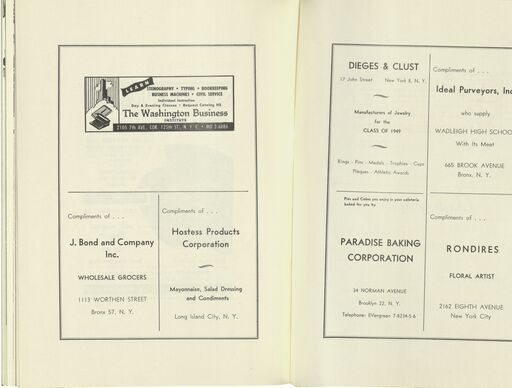 LEARN
STENOGRAPHY • TYPING • BOOKKEEPING
BUSINESS MACHINES • CIVIL SERVICE
Individual Instruction
Day & Evening Classes • Request Catalog HS
The Washington Business
INSTITUTE
2105 7th AVE., COR. 125th ST., N. Y. C. • MO 2-6086
Compliments of . . .
J. Bond and Company
Inc.
WHOLESALE GROCERS
1113 WORTHEN STREET
Bronx 57, N. Y.
Compliments of . . .
Hostess Products
Corporation
Mayonnaise, Salad Dressing
and Condiments
Long Island City, N. Y.
DIEGES & CLUST
17 John Street New York 8, N. Y.
Manufacturers of Jewelry
for the
CLASS OF 1949
Rings - Pins - Medals - Trophies - Cups
Plaques - Athletic Awards
Compliments of . . .
Ideal Purveyors, Inc
who supply
WADLEIGH HIGH SCHOO
With Its Meat
665 BROOK AVENUE
Bronx, N. Y.
Pies and Cakes you enjoy in your cafeteria
baked for you by
PARADISE BAKING
CORPORATION
34 NORMAN AVENUE
Brooklyn 22, N. Y.
Telephone: EVergreen 7-8234-5-6
Compliments of . . .
RONDIRES
FLORAL ARTIST
2162 EIGHTH AVENUE
New York City